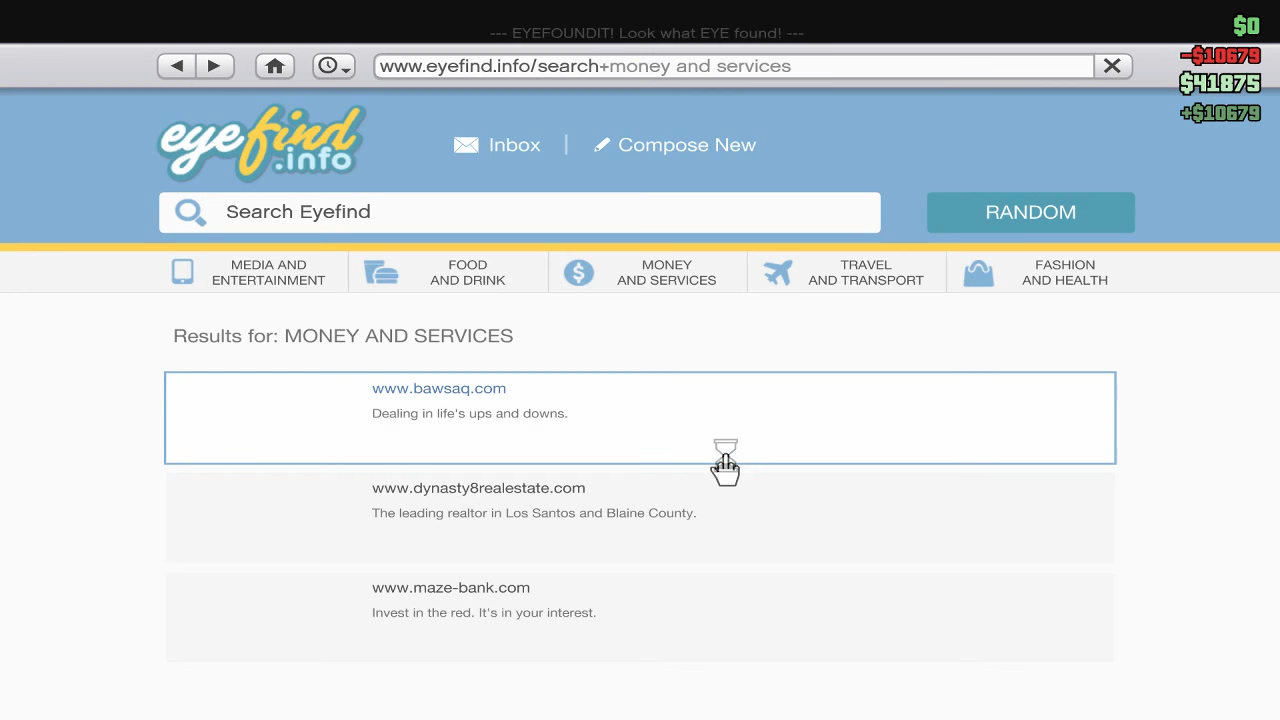 --- EYEFOUNDIT! Look what EYE found! ---
$0
-$10679
$41875
+$10679
www.eyefind.info/search+money and services
eyefind
.info
Inbox
Compose New
Search Eyefind
RANDOM
MEDIA AND
ENTERTAINMENT
FOOD
AND DRINK
MONEY
AND SERVICES
TRAVEL
AND TRANSPORT
FASHION
AND HEALTH
Results for: MONEY AND SERVICES
www.bawsaq.com
Dealing in life's ups and downs.
www.dynasty8realestate.com
The leading realtor in Los Santos and Blaine County.
www.maze-bank.com
Invest in the red. It's in your interest.